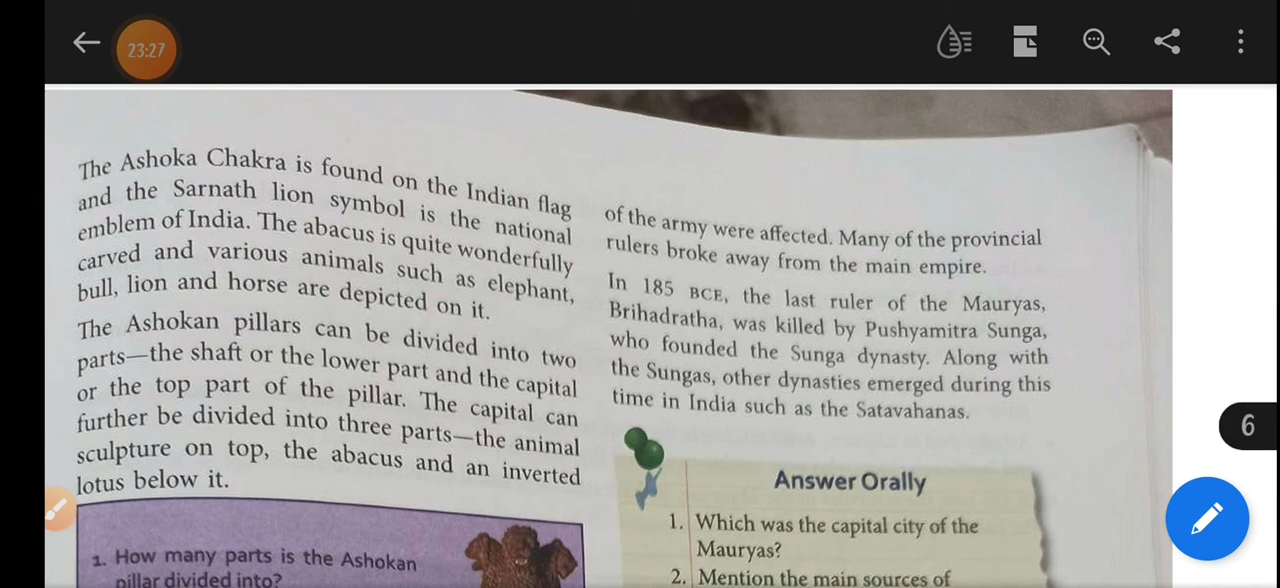 23:27
The Ashoka Chakra is found on the Indian flag
and the Sarnath lion symbol is the national
emblem of India. The abacus is quite wonderfully
carved and various animals such as elephant,
bull, lion and horse are depicted on it.
The Ashokan pillars can be divided into two
parts—the shaft or the lower part and the capital
or the top part of the pillar. The capital can
further be divided into three parts—the animal
sculpture on top, the abacus and an inverted
lotus below it.
1. How many parts is the Ashokan
pillar divided into?
of the army were affected. Many of the provincial
rulers broke away from the main empire.
In 185 BCE, the last ruler of the Mauryas,
Brihadratha, was killed by Pushyamitra Sunga,
who founded the Sunga dynasty. Along with
the Sungas, other dynasties emerged during this
time in India such as the Satavahanas.
Answer Orally
1. Which was the capital city of the
Mauryas?
2. Mention the main sources of
6